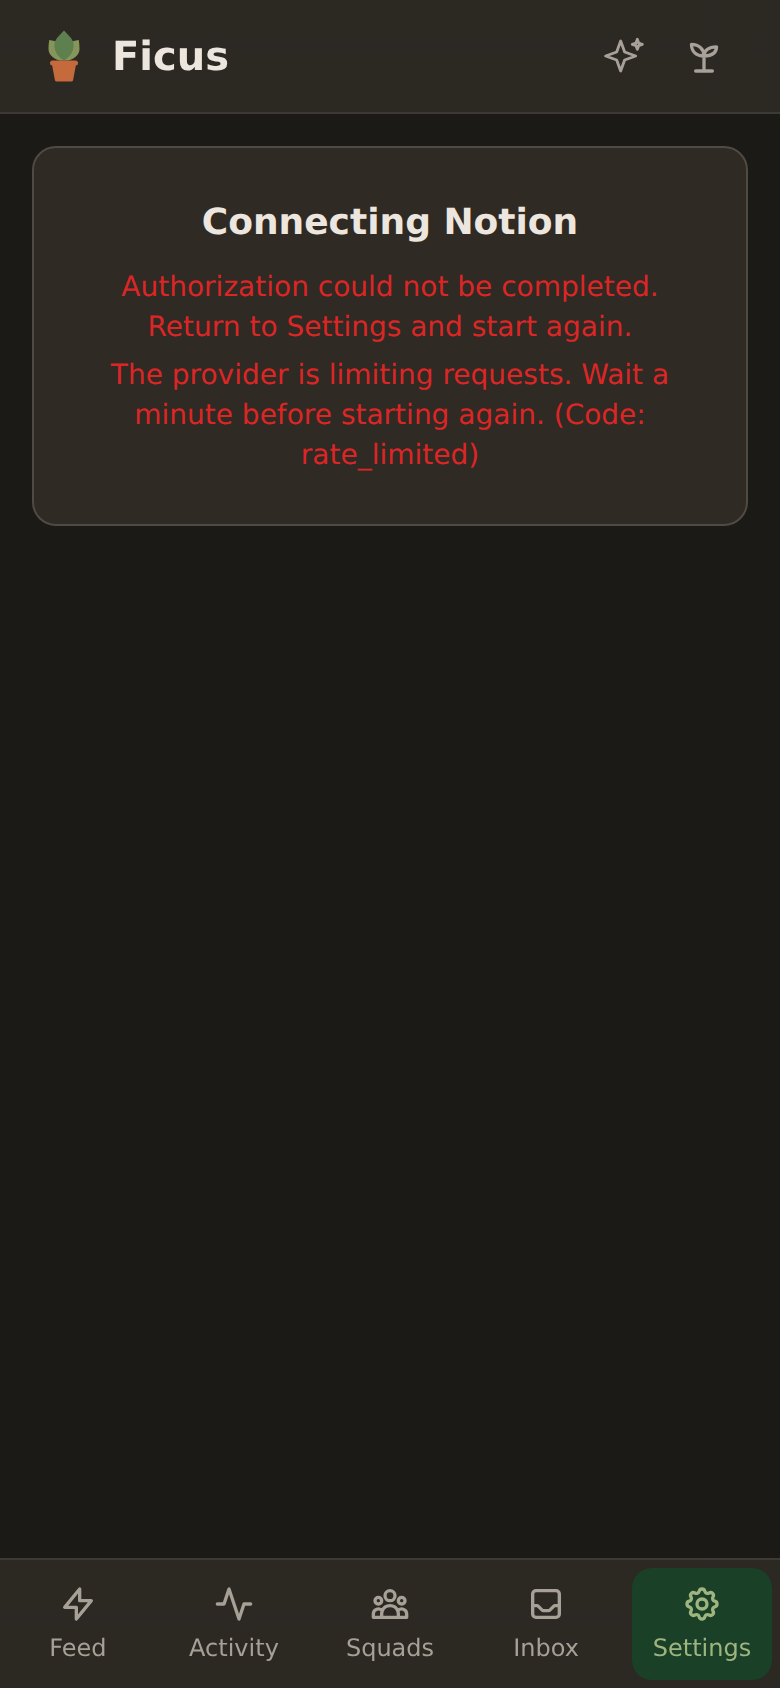 Ficus
Connecting Notion
Authorization could not be completed.
Return to Settings and start again.
The provider is limiting requests. Wait a
minute before starting again. (Code:
rate_limited)
Feed
Activity
Squads
Inbox
Settings